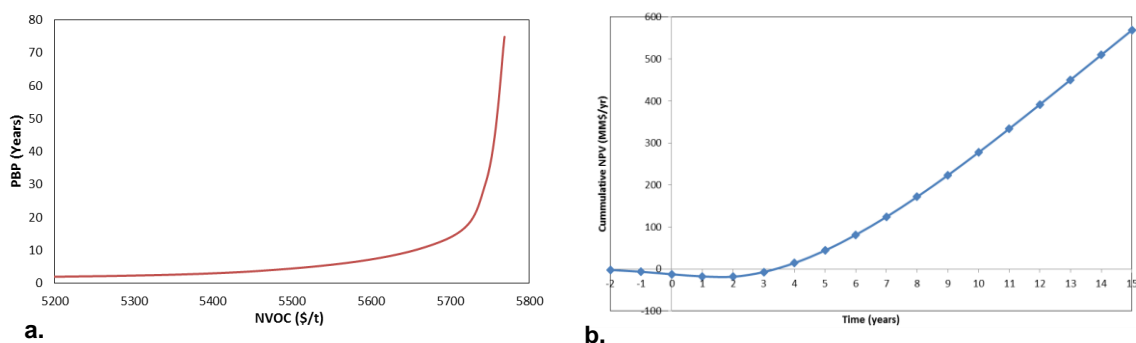 80
70
60
50
40
30
20
10
0
PBP (Years)
5200 5300 5400 5500 5600 5700 5800
NVOC ($/t)
a.
600
500
400
300
200
100
0
-100
Cummulative NPV (MM$/yr)
-2 -1 0 1 2 3 4 5 6 7 8 9 10 11 12 13 14 15
Time (years)
b.